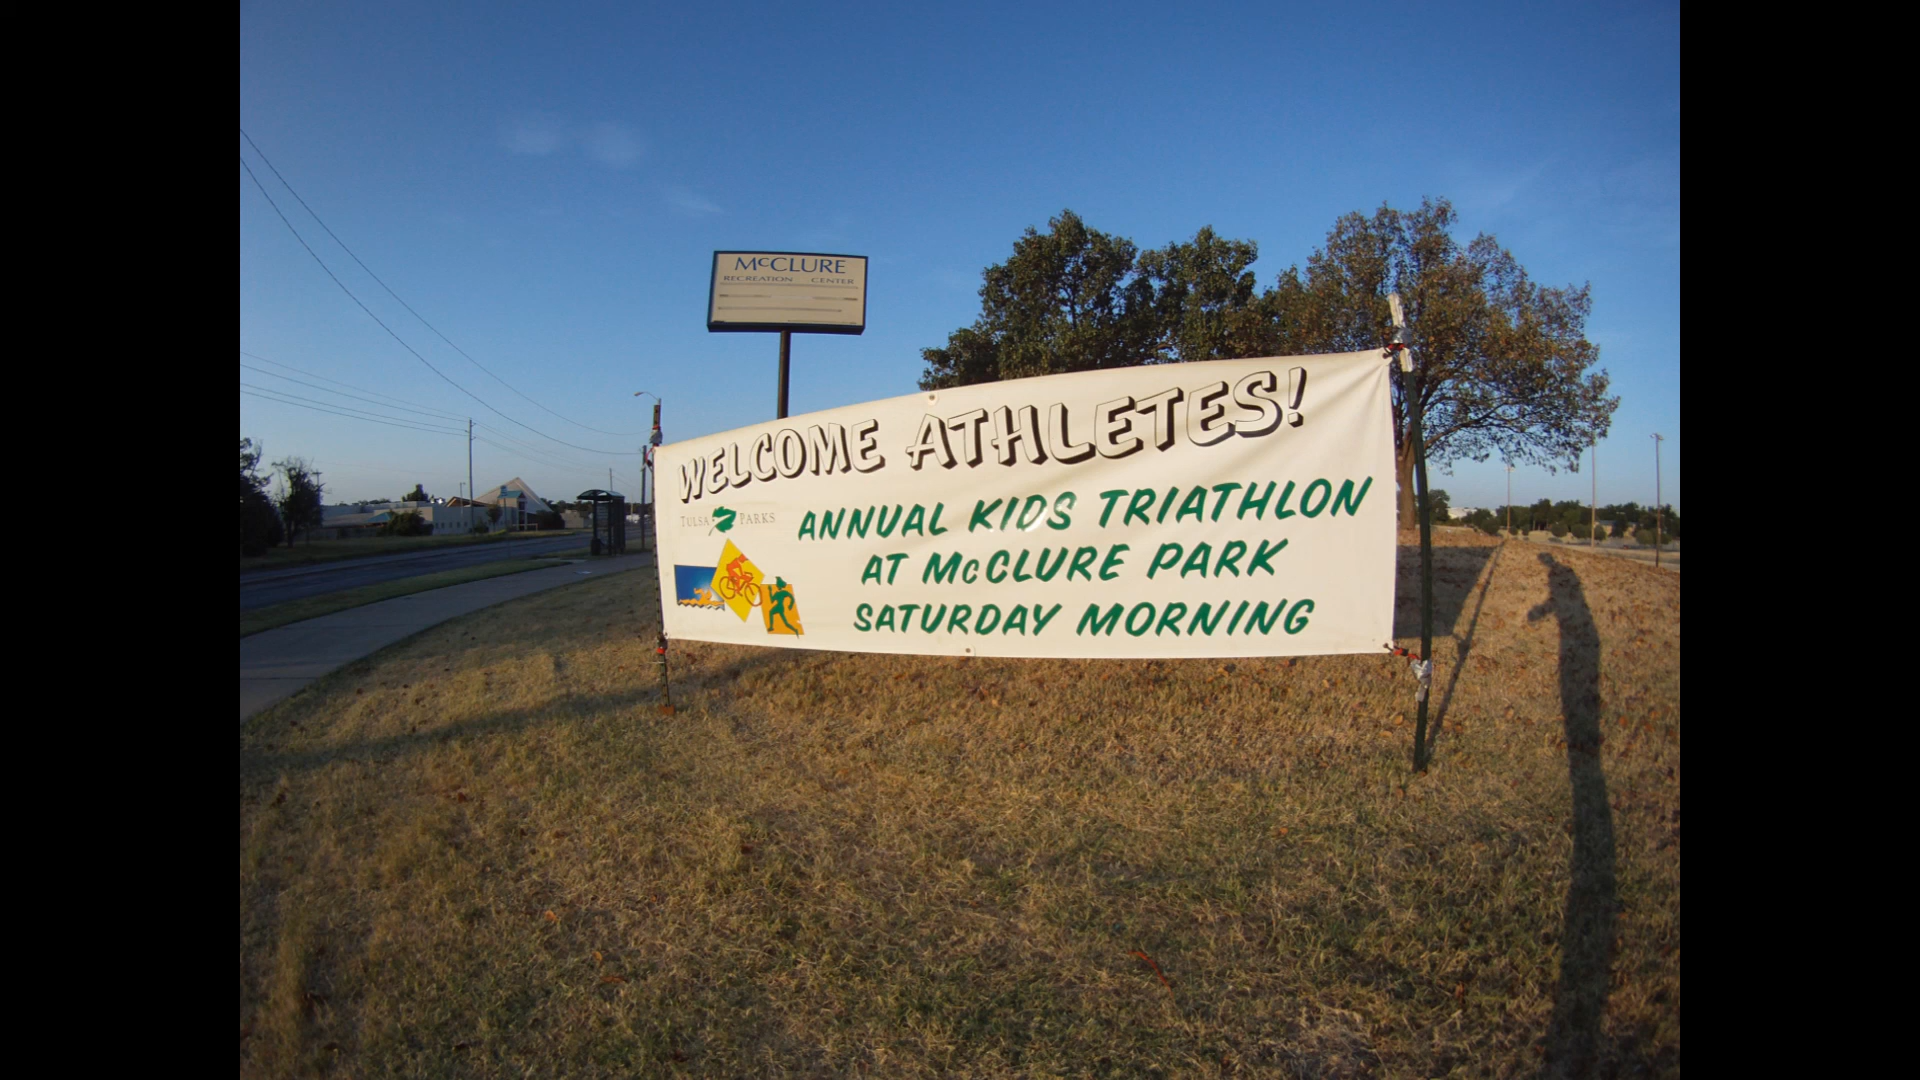 McCLURE
RECREATION CENTER
WELCOME ATHLETES!
TULSA PARKS
ANNUAL KIDS TRIATHLON
AT McCLURE PARK
SATURDAY MORNING